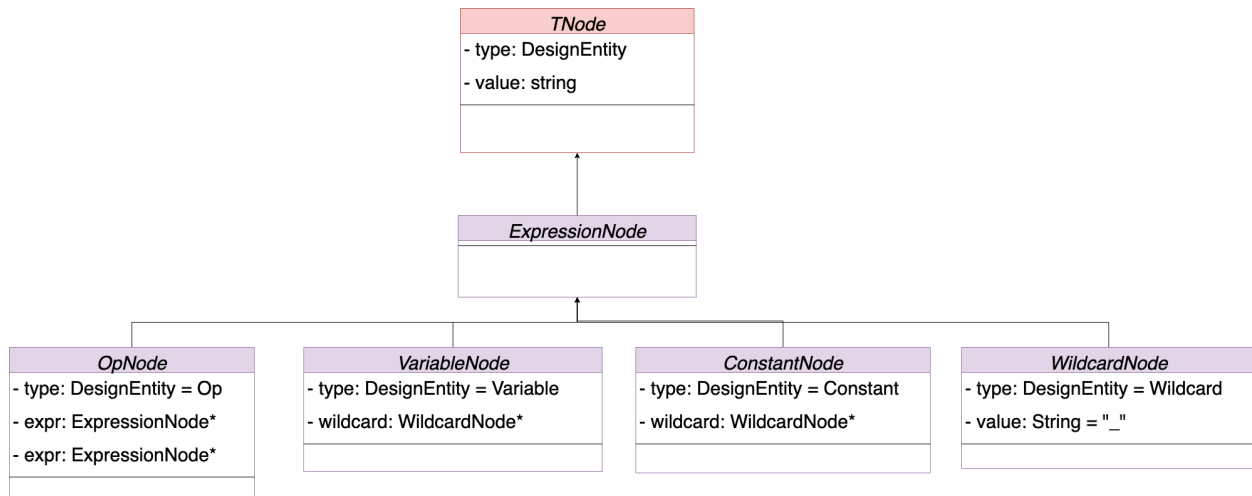 TNode
- type: DesignEntity
- value: string
ExpressionNode
OpNode
- type: DesignEntity = Op
- expr: ExpressionNode*
- expr: ExpressionNode*
VariableNode
- type: DesignEntity = Variable
- wildcard: WildcardNode*
ConstantNode
- type: DesignEntity = Constant
- wildcard: WildcardNode*
WildcardNode
- type: DesignEntity = Wildcard
- value: String = "_"